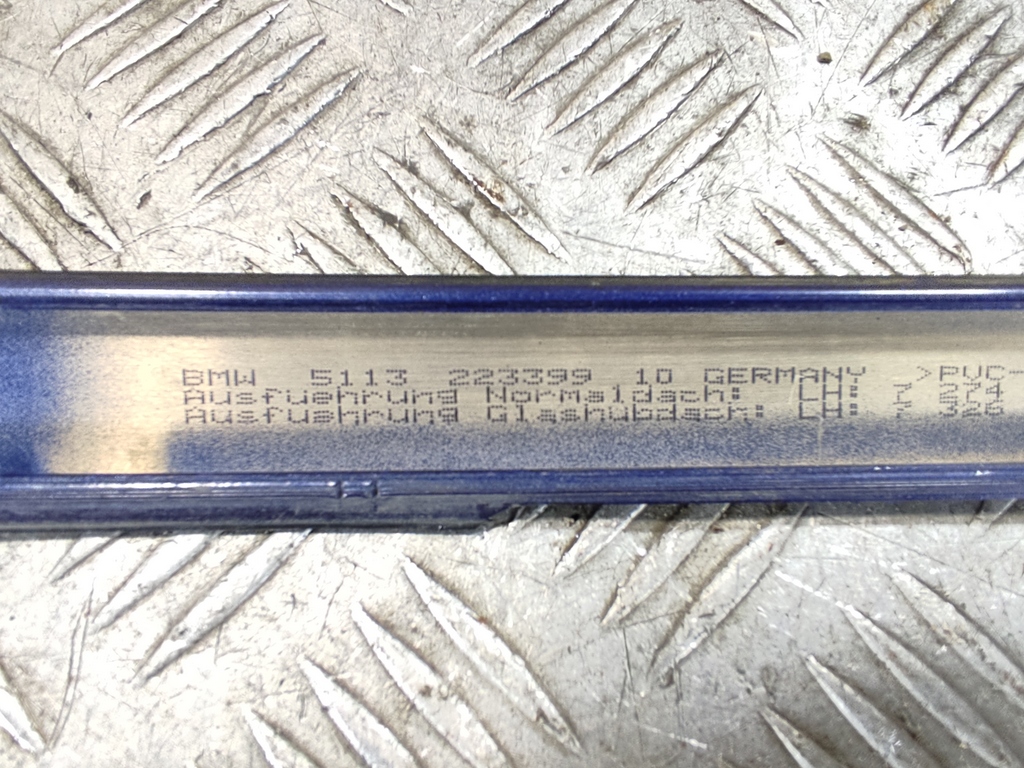 BMW 5113 223399 10 GERMANY >PVC-
Ausfuehrung Normaldach: LH: 7 274
Ausfuehrung Glashubdach: LH: 7 326